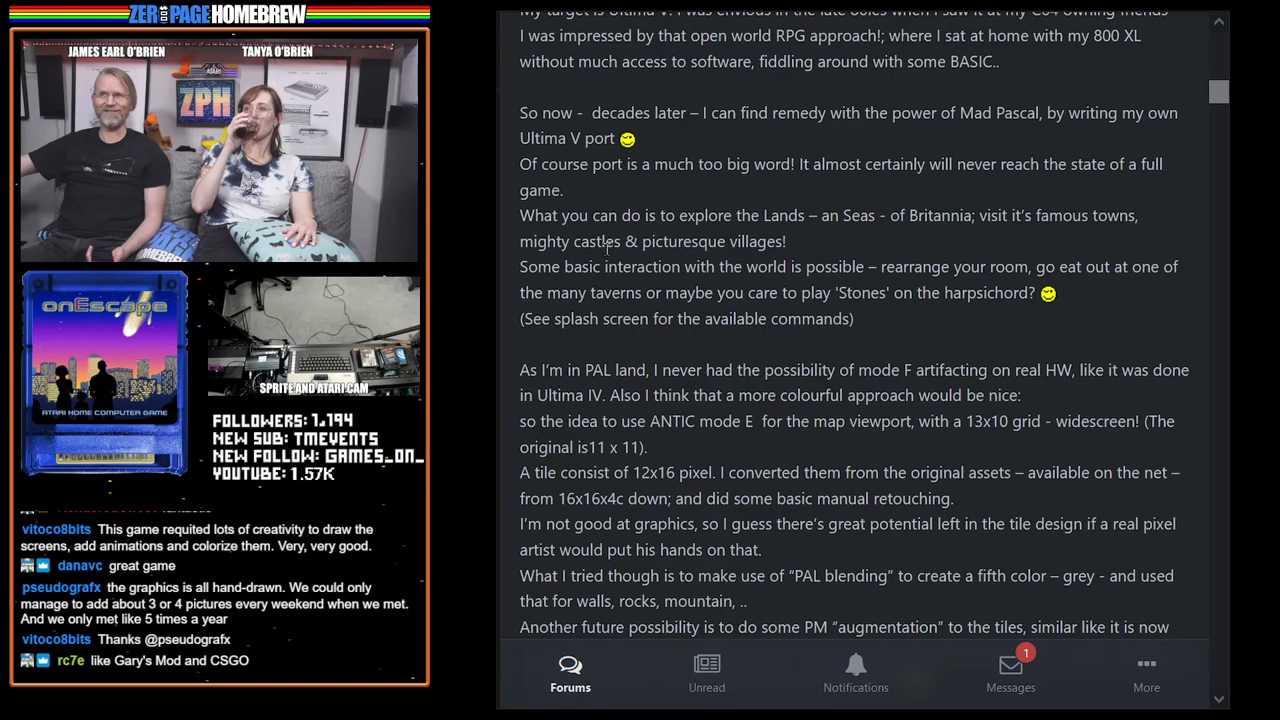 ZER PAGE HOMEBREW
JAMES EARL O'BRIEN
TANYA O'BRIEN
ATARI
ZPH
onEscape
ATARI HOME COMPUTER GAME
SPRITE AND ATARI CAM
FOLLOWERS: 1,194
NEW SUB: TMEVENTS
NEW FOLLOW: GAMES_ON_
YOUTUBE: 1.57K
vitoco8bits This game requited lots of creativity to draw the
screens, add animations and colorize them. Very, very good.
danavc great game
pseudografx the graphics is all hand-drawn. We could only
manage to add about 3 or 4 pictures every weekend when we met.
And we only met like 5 times a year
vitoco8bits Thanks @pseudografx
rc7e like Gary's Mod and CSGO
I was impressed by that open world RPG approach!; where I sat at home with my 800 XL
without much access to software, fiddling around with some BASIC..
So now - decades later – I can find remedy with the power of Mad Pascal, by writing my own
Ultima V port
Of course port is a much too big word! It almost certainly will never reach the state of a full
game.
What you can do is to explore the Lands – an Seas - of Britannia; visit it's famous towns,
mighty castles & picturesque villages!
Some basic interaction with the world is possible – rearrange your room, go eat out at one of
the many taverns or maybe you care to play 'Stones' on the harpsichord?
(See splash screen for the available commands)
As I'm in PAL land, I never had the possibility of mode F artifacting on real HW, like it was done
in Ultima IV. Also I think that a more colourful approach would be nice:
so the idea to use ANTIC mode E for the map viewport, with a 13x10 grid - widescreen! (The
original is11 x 11).
A tile consist of 12x16 pixel. I converted them from the original assets – available on the net –
from 16x16x4c down; and did some basic manual retouching.
I'm not good at graphics, so I guess there's great potential left in the tile design if a real pixel
artist would put his hands on that.
What I tried though is to make use of “PAL blending” to create a fifth color – grey - and used
that for walls, rocks, mountain, ..
Another future possibility is to do some PM “augmentation” to the tiles, similar like it is now
Forums
Unread
Notifications
1
Messages
More